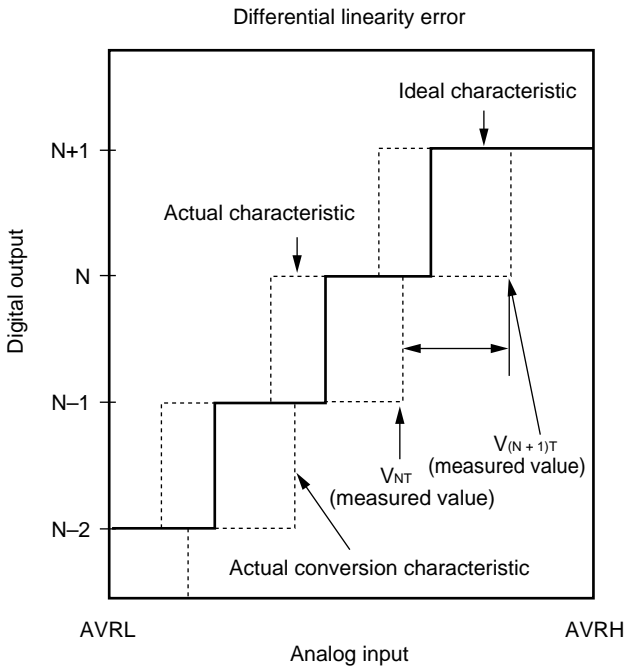 Differential linearity error
Ideal characteristic
N+1
Actual characteristic
N
Digital output
N–1
V(N + 1)T
(measured value)
VNT
(measured value)
N–2
Actual conversion characteristic
AVRL
AVRH
Analog input